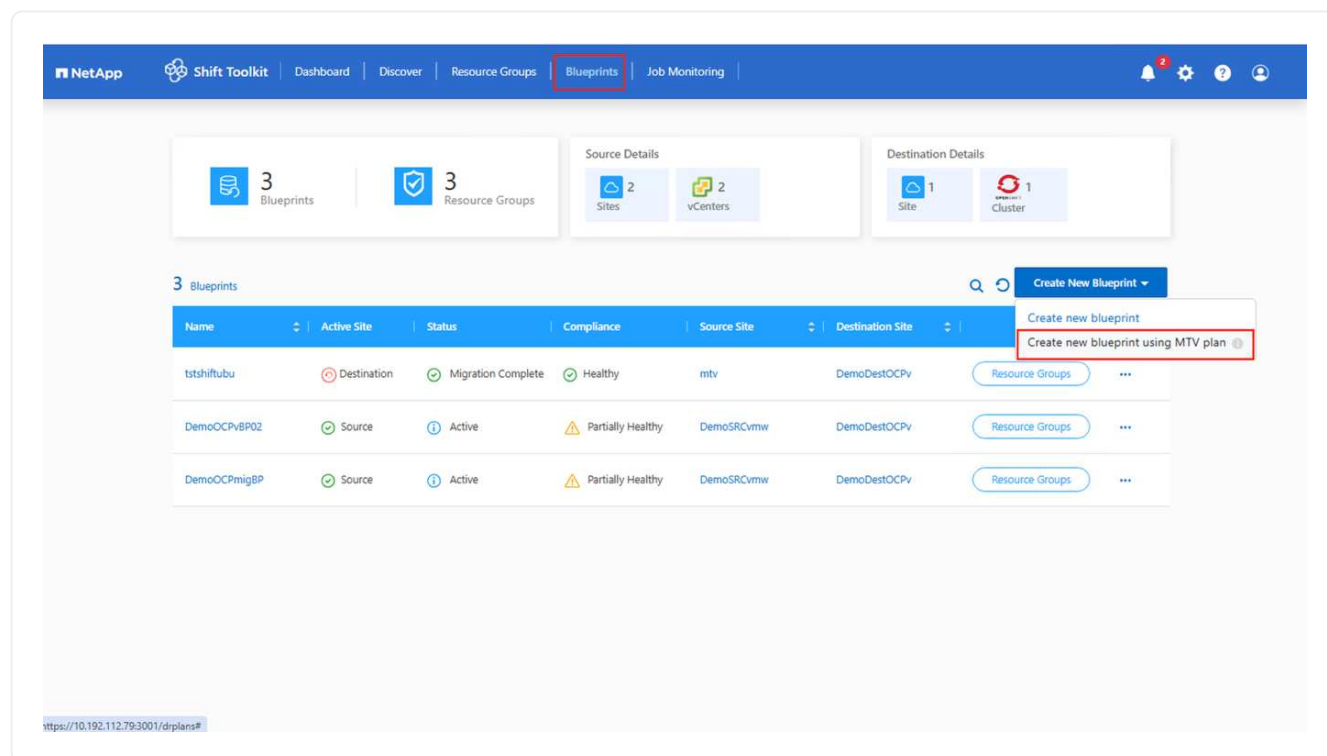 NetApp Shift Toolkit Dashboard Discover Resource Groups Blueprints Job Monitoring 2
3 Blueprints
3 Resource Groups
Source Details
2 Sites
2 vCenters
Destination Details
1 Site
1 Cluster
3 Blueprints
Create New Blueprint
Create new blueprint
Create new blueprint using MTV plan
Name Active Site Status Compliance Source Site Destination Site
tstshiftubu Destination Migration Complete Healthy mtv DemoDestOCPv Resource Groups
DemoOCPvBP02 Source Active Partially Healthy DemoSRCvmw DemoDestOCPv Resource Groups
DemoOCPmigBP Source Active Partially Healthy DemoSRCvmw DemoDestOCPv Resource Groups
ttps://10.192.112.79:3001/drplans#